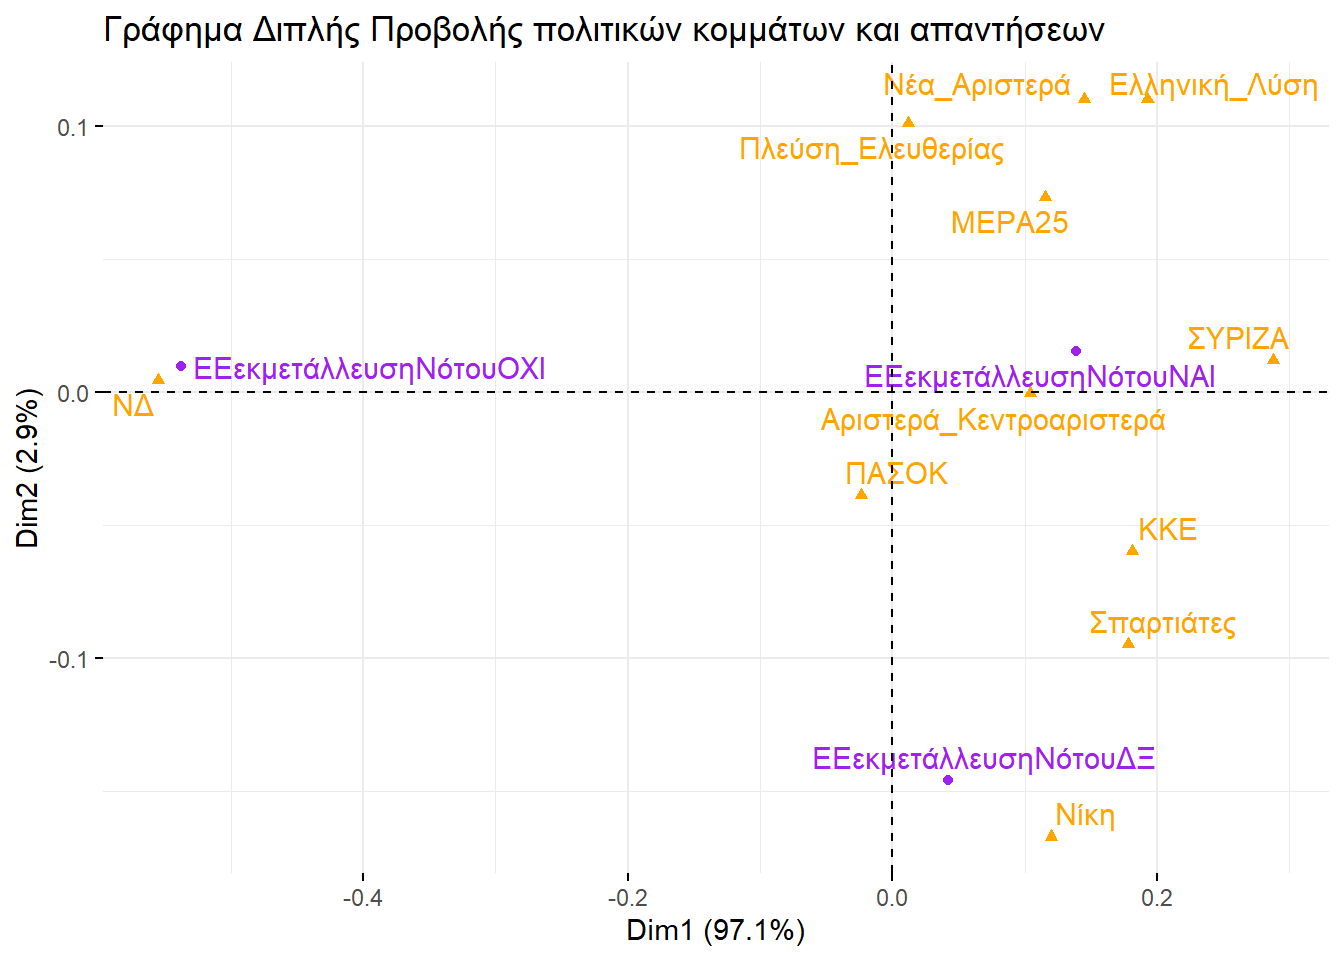 Γράφημα Διπλής Προβολής πολιτικών κομμάτων και απαντήσεων
Νέα_Αριστερά
Ελληνική_Λύση
0.1
Πλεύση_Ελευθερίας
ΜΕΡΑ25
ΣΥΡΙΖΑ
ΕΕεκμετάλλευσηΝότουΟΧΙ
ΕΕεκμετάλλευσηΝότουΝΑΙ
0.0
ΝΔ
Αριστερά_Κεντροαριστερά
Dim2 (2.9%)
ΠΑΣΟΚ
ΚΚΕ
Σπαρτιάτες
-0.1
ΕΕεκμετάλλευσηΝότουΔΞ
Νίκη
-0.4
-0.2
0.0
0.2
Dim1 (97.1%)